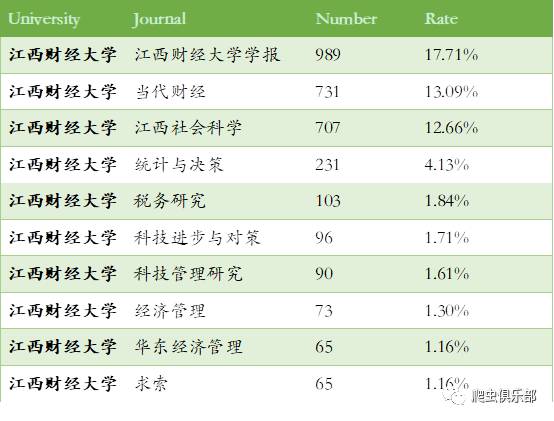 University Journal Number Rate
江西财经大学 江西财经大学学报 989 17.71%
江西财经大学 当代财经 731 13.09%
江西财经大学 江西社会科学 707 12.66%
江西财经大学 统计与决策 231 4.13%
江西财经大学 税务研究 103 1.84%
江西财经大学 科技进步与对策 96 1.71%
江西财经大学 科技管理研究 90 1.61%
江西财经大学 经济管理 73 1.30%
江西财经大学 华东经济管理 65 1.16%
江西财经大学 求索 65 1.16%
爬虫俱乐部